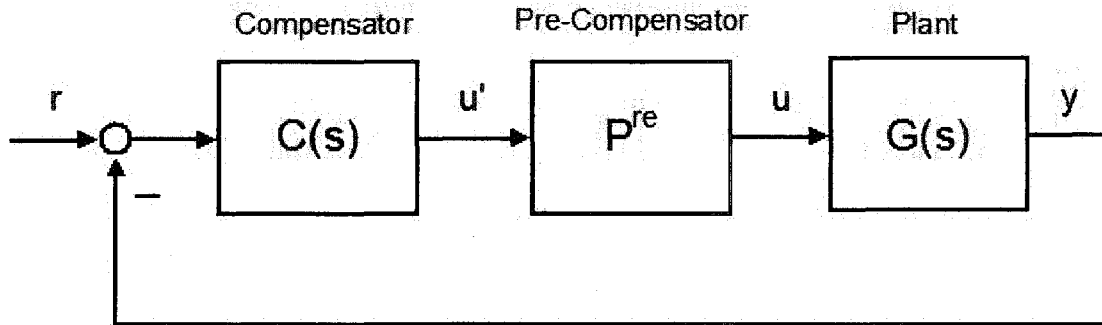 Compensator Pre-Compensator Plant
r C(s) u' P^re u G(s) y
−